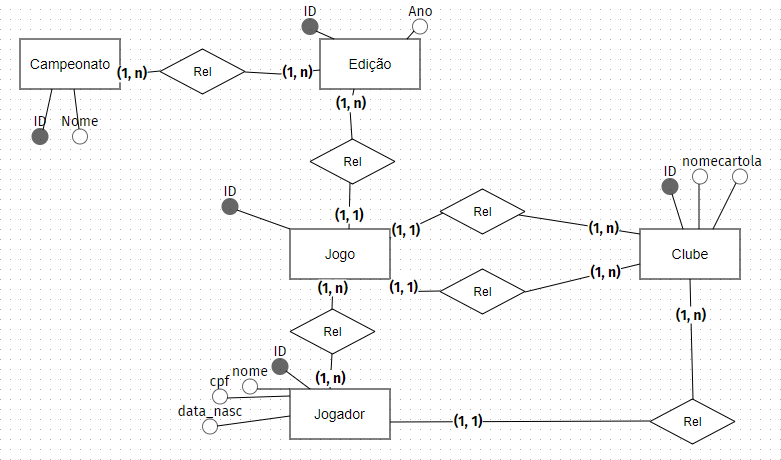 ID
Ano
Campeonato
(1, n)
Rel
(1, n)
Edição
(1, n)
ID
Nome
Rel
ID
nomecartola
ID
(1, 1)
(1, 1)
Rel
(1, n)
Jogo
Clube
(1, n)
(1, 1)
Rel
(1, n)
(1, n)
Rel
ID
nome
(1, n)
cpf
data_nasc
Jogador
(1, 1)
Rel